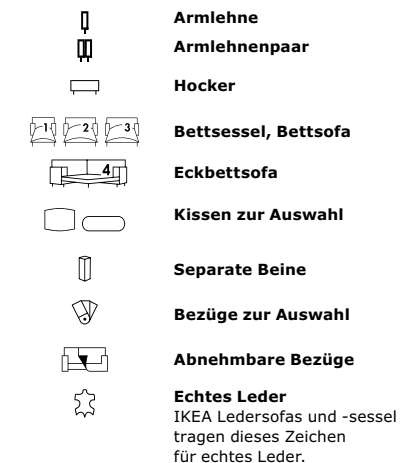 Armlehne
Armlehnenpaar
Hocker
1 2 3 Bettsessel, Bettsofa
4 Eckbettsofa
Kissen zur Auswahl
Separate Beine
Bezüge zur Auswahl
Abnehmbare Bezüge
Echtes Leder
IKEA Ledersofas und -sessel
tragen dieses Zeichen
für echtes Leder.